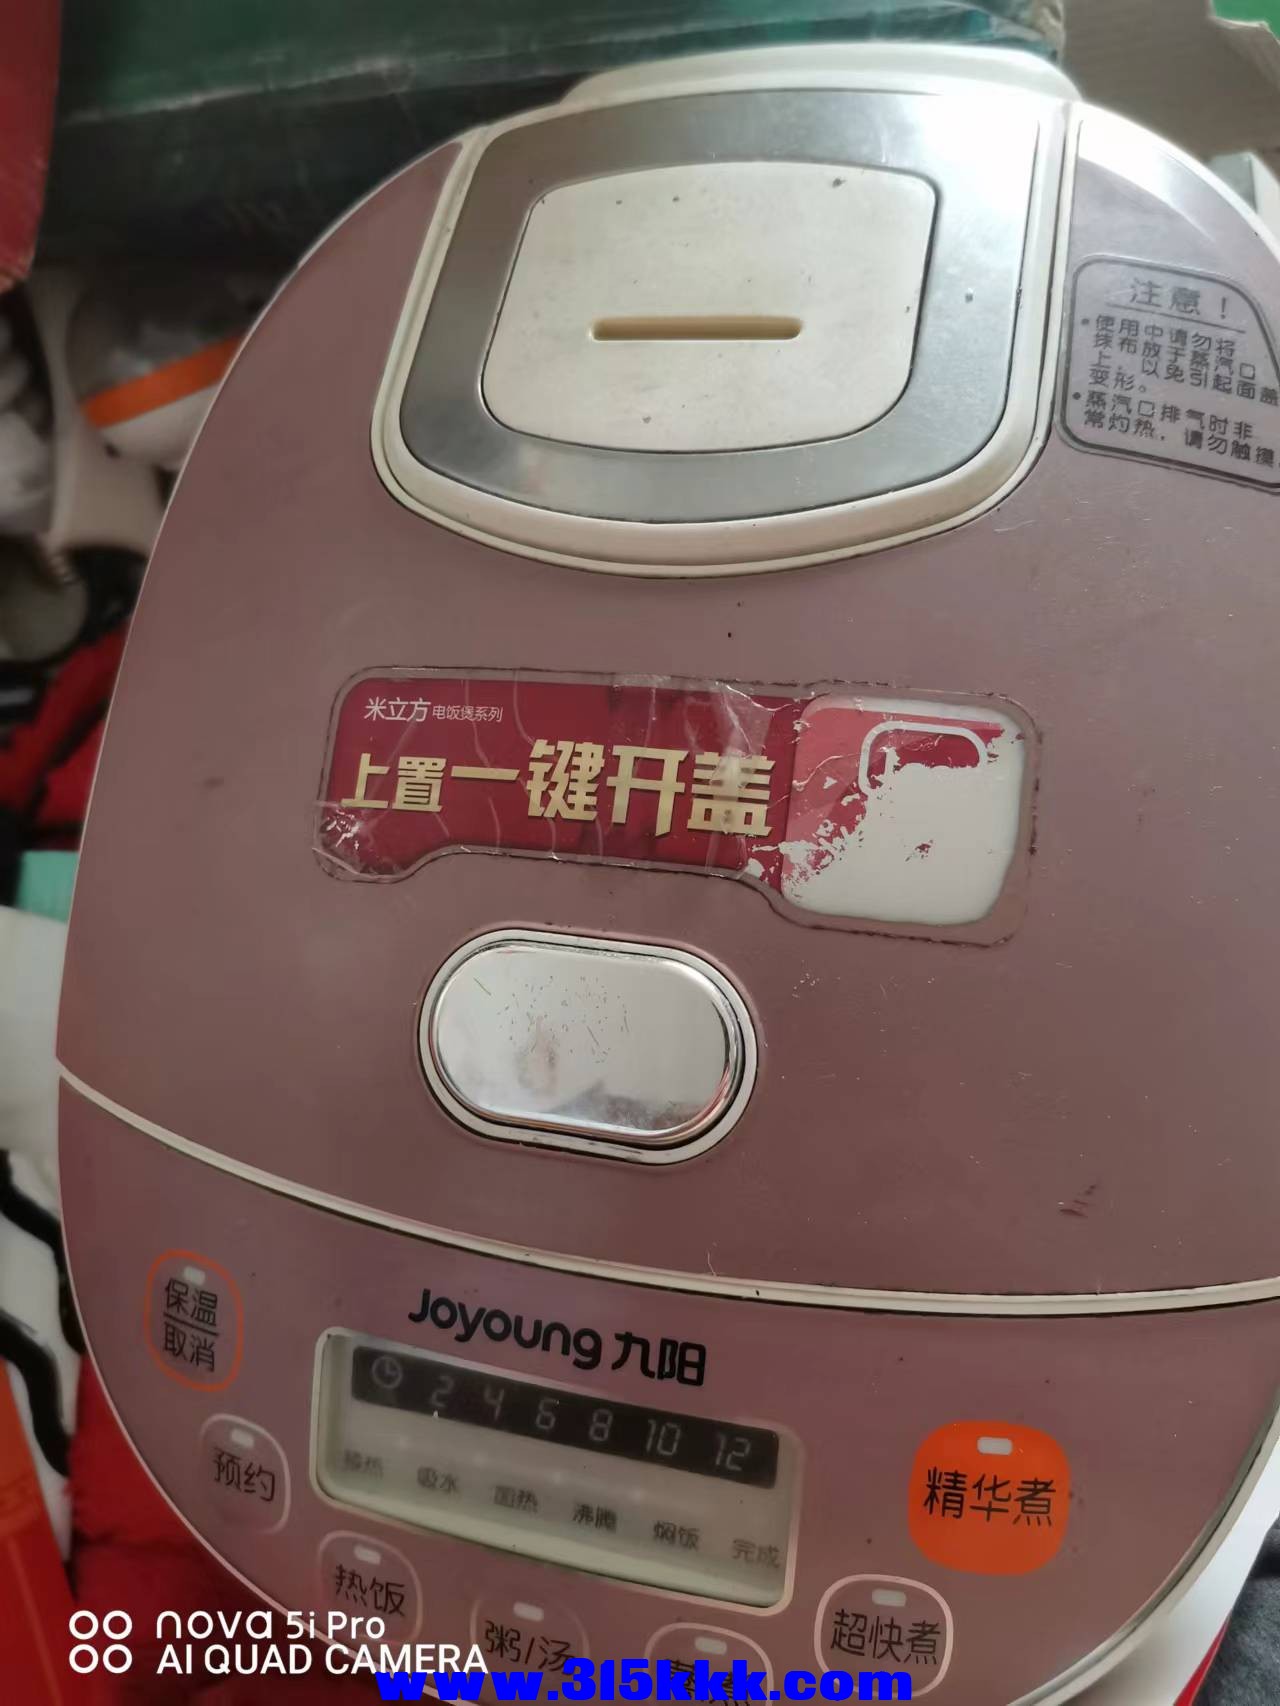 注意！
•使用中请勿将
抹布放于蒸汽口
上，以免引起面盖
变形。
•蒸汽口排气时非
常灼热，请勿触摸
米立方电饭煲系列
上置一键开盖
Joyoung 九阳
保温
取消
2 4 6 8 10 12
预约
吸水
沸腾
焖饭
完成
精华煮
热饭
粥/汤
超快煮
nova 5i Pro
AI QUAD CAMERA
www.315kkk.com